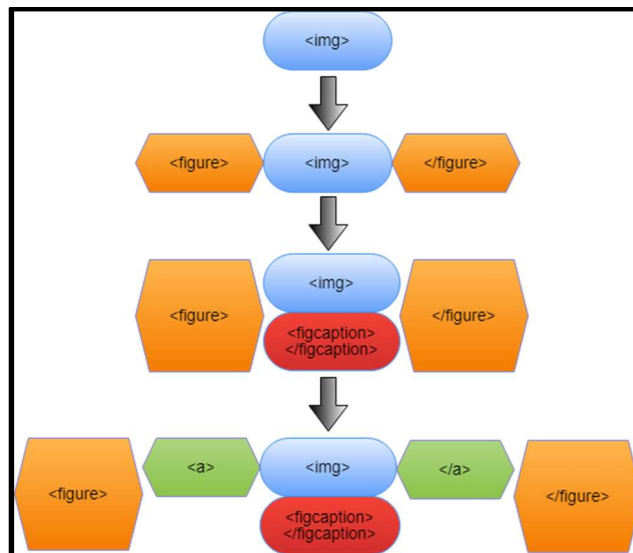 <img>
<figure> <img> </figure>
<img>
<figure> </figure>
<figcaption>
</figcaption>
<a> <img> </a>
<figure> </figure>
<figcaption>
</figcaption>